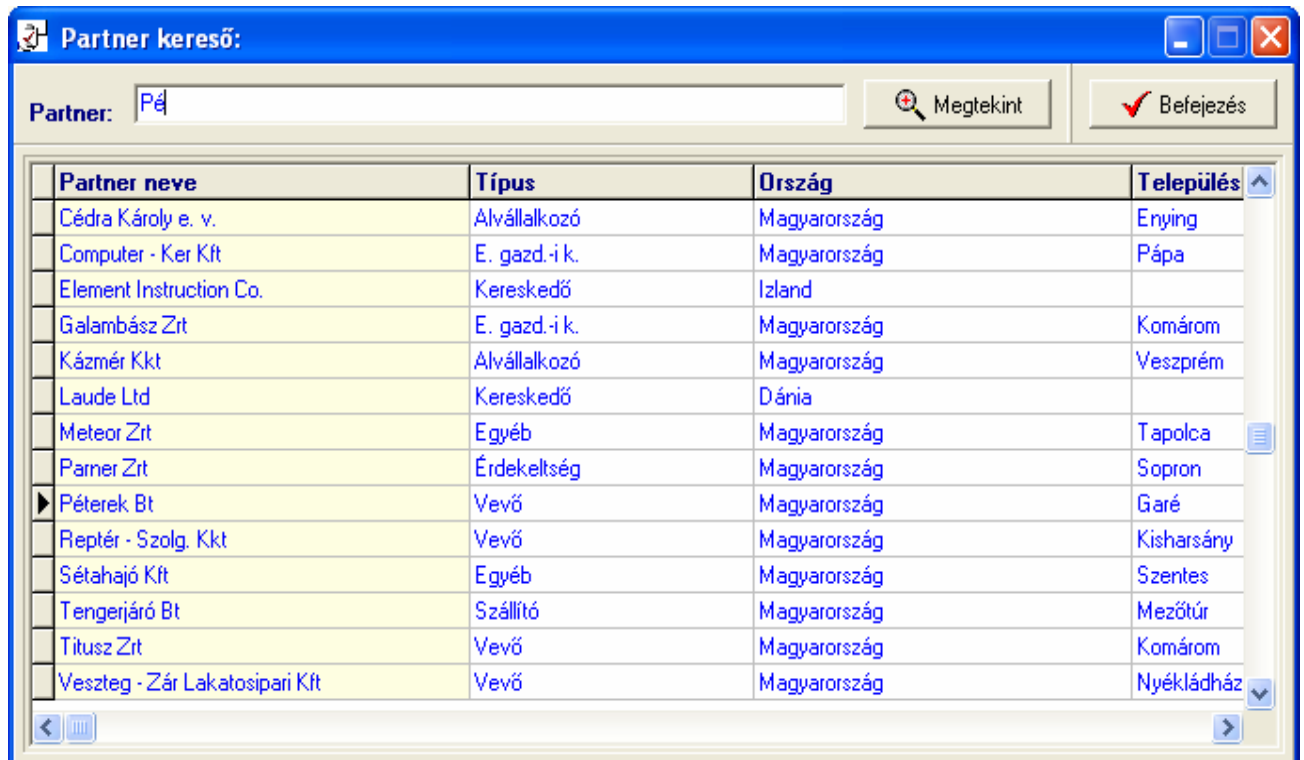 Partner kereső:
Partner: Pé Megtekint Befejezés
Partner neve Típus Ország Település
Cédra Károly e. v. Alvállalkozó Magyarország Enying
Computer - Ker Kft E. gazd.-i k. Magyarország Pápa
Element Instruction Co. Kereskedő Izland
Galambász Zrt E. gazd.-i k. Magyarország Komárom
Kázmér Kkt Alvállalkozó Magyarország Veszprém
Laude Ltd Kereskedő Dánia
Meteor Zrt Egyéb Magyarország Tapolca
Parner Zrt Érdekeltség Magyarország Sopron
Péterek Bt Vevő Magyarország Garé
Reptér - Szolg. Kkt Vevő Magyarország Kisharsány
Sétahajó Kft Egyéb Magyarország Szentes
Tengerjáró Bt Szállító Magyarország Mezőtúr
Titusz Zrt Vevő Magyarország Komárom
Veszteg - Zár Lakatosipari Kft Vevő Magyarország Nyékládház